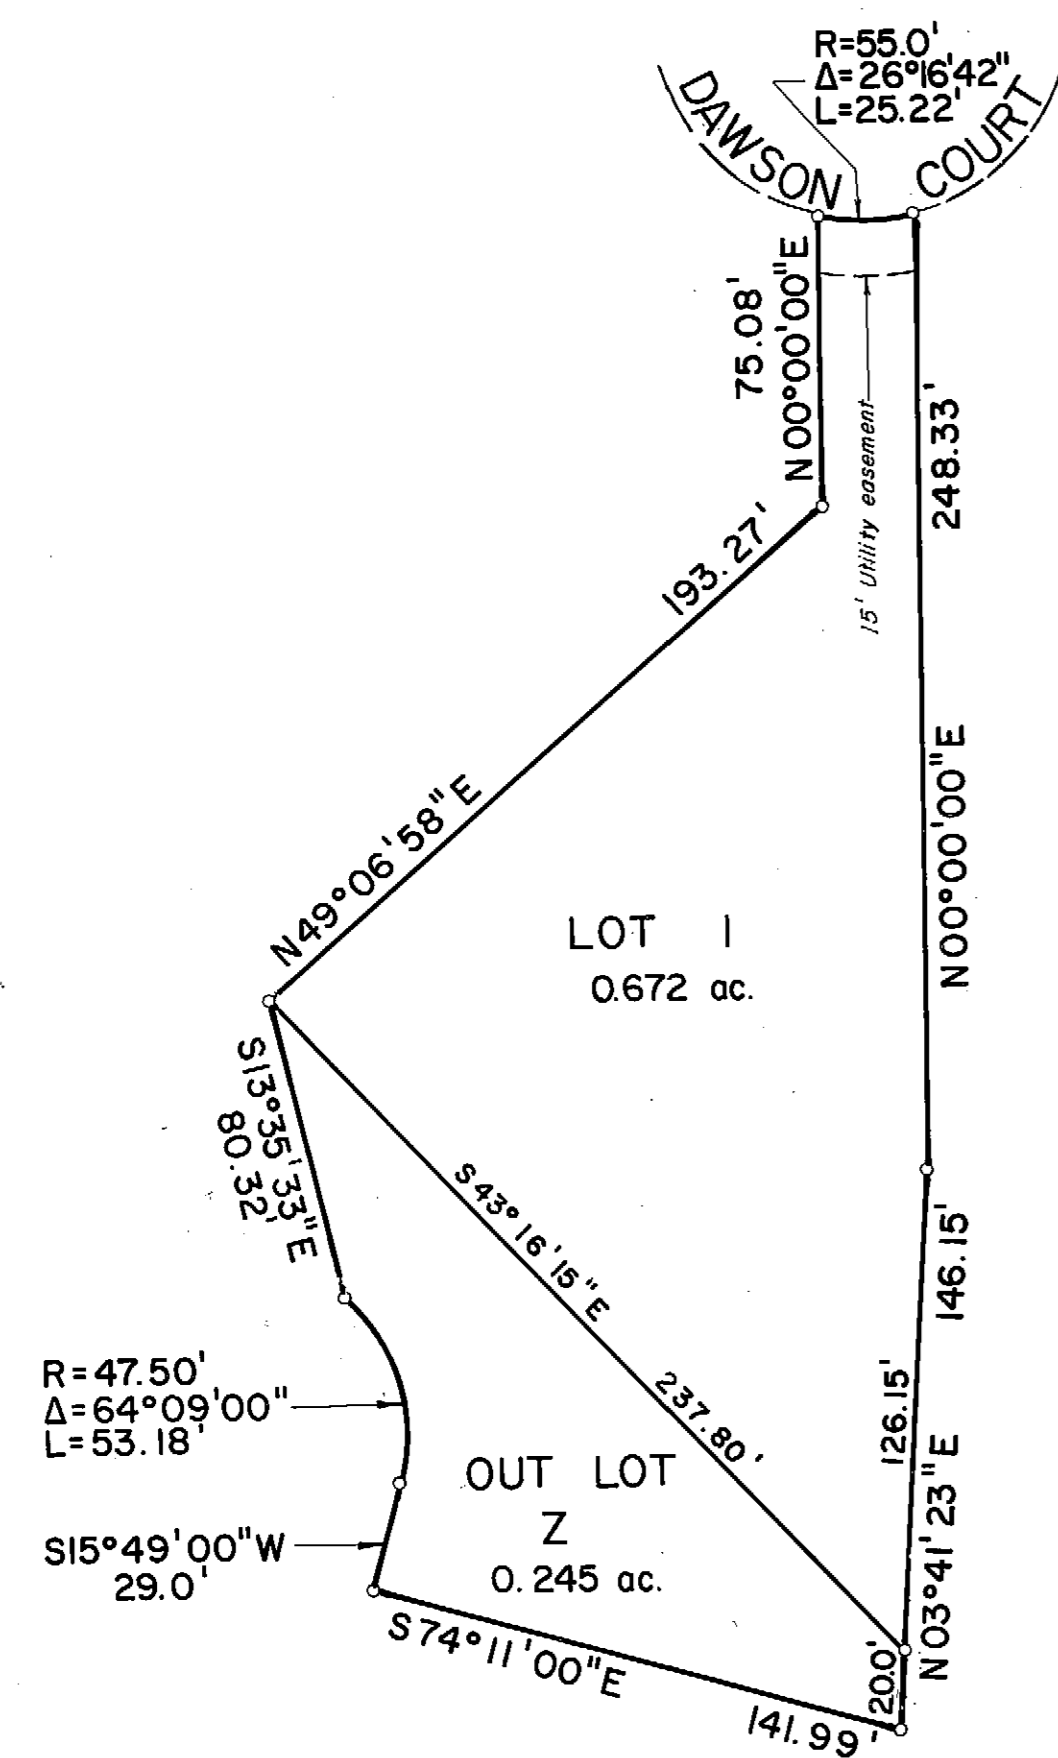 R=55.0'
Δ=26°16'42"
L=25.22'
DAWSON COURT
75.08'
N00°00'00"E
15' Utility easement
248.33'
N00°00'00"E
193.27'
N49°06'58"E
LOT 1
0.672 ac.
S13°35'33"E
80.32'
S43°16'15"E
237.80'
146.15'
126.15'
N03°41'23"E
20.0'
R=47.50'
Δ=64°09'00"
L=53.18'
OUT LOT
Z
0.245 ac.
S15°49'00"W
29.0'
S74°11'00"E
141.99'